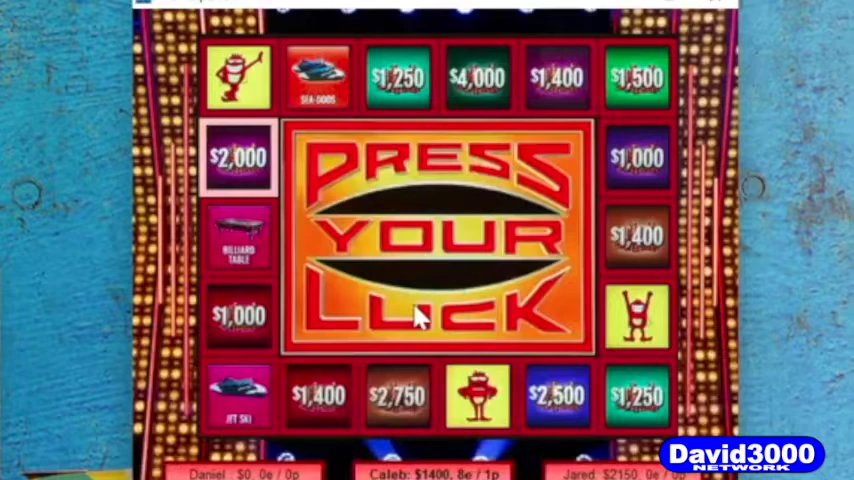 SEA-DOOS
$1,250
$4,000
$1,400
$1,500
$2,000
PRESS
YOUR
LUCK
$1,000
BILLIARD
TABLE
$1,400
$1,000
JET SKI
$1,400
$2,750
$2,500
$1,250
David3000
NETWORK
Daniel: $0, 0e / 0p
Caleb: $1400, 8e / 1p
Jared: $2150, 0e / 0p